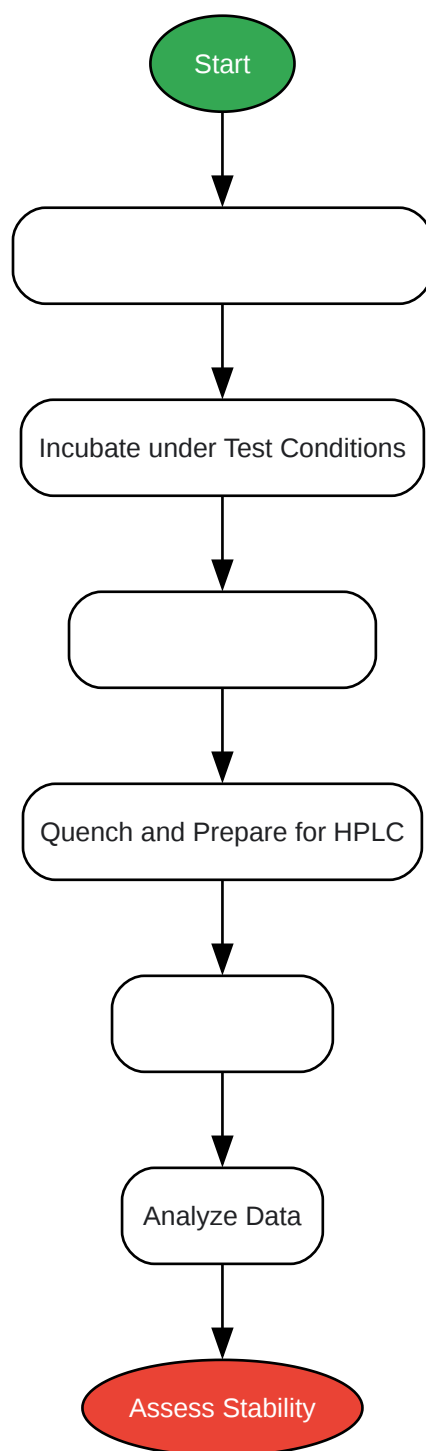 Start
Incubate under Test Conditions
Quench and Prepare for HPLC
Analyze Data
Assess Stability